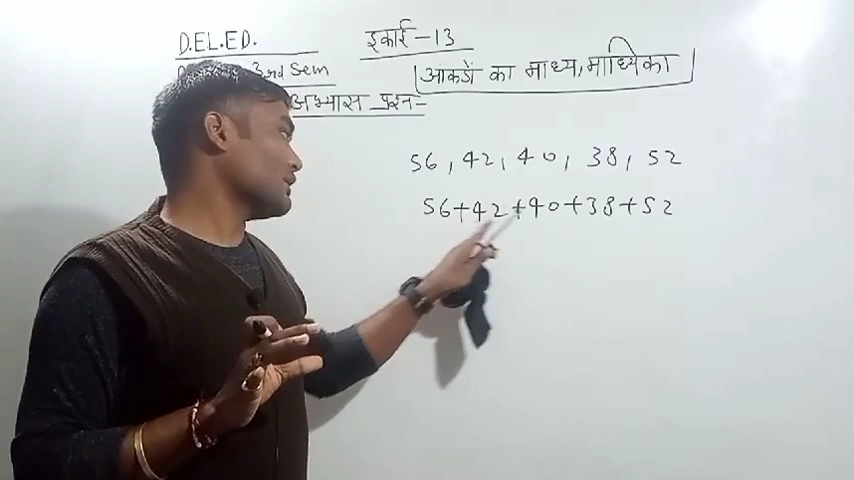 D.EL.ED. इकाई-13
3rd Sem आंकडों का माध्य, माध्यिका
अभ्यास प्रश्न-
56, 42, 40, 38, 52
56+42+40+38+52